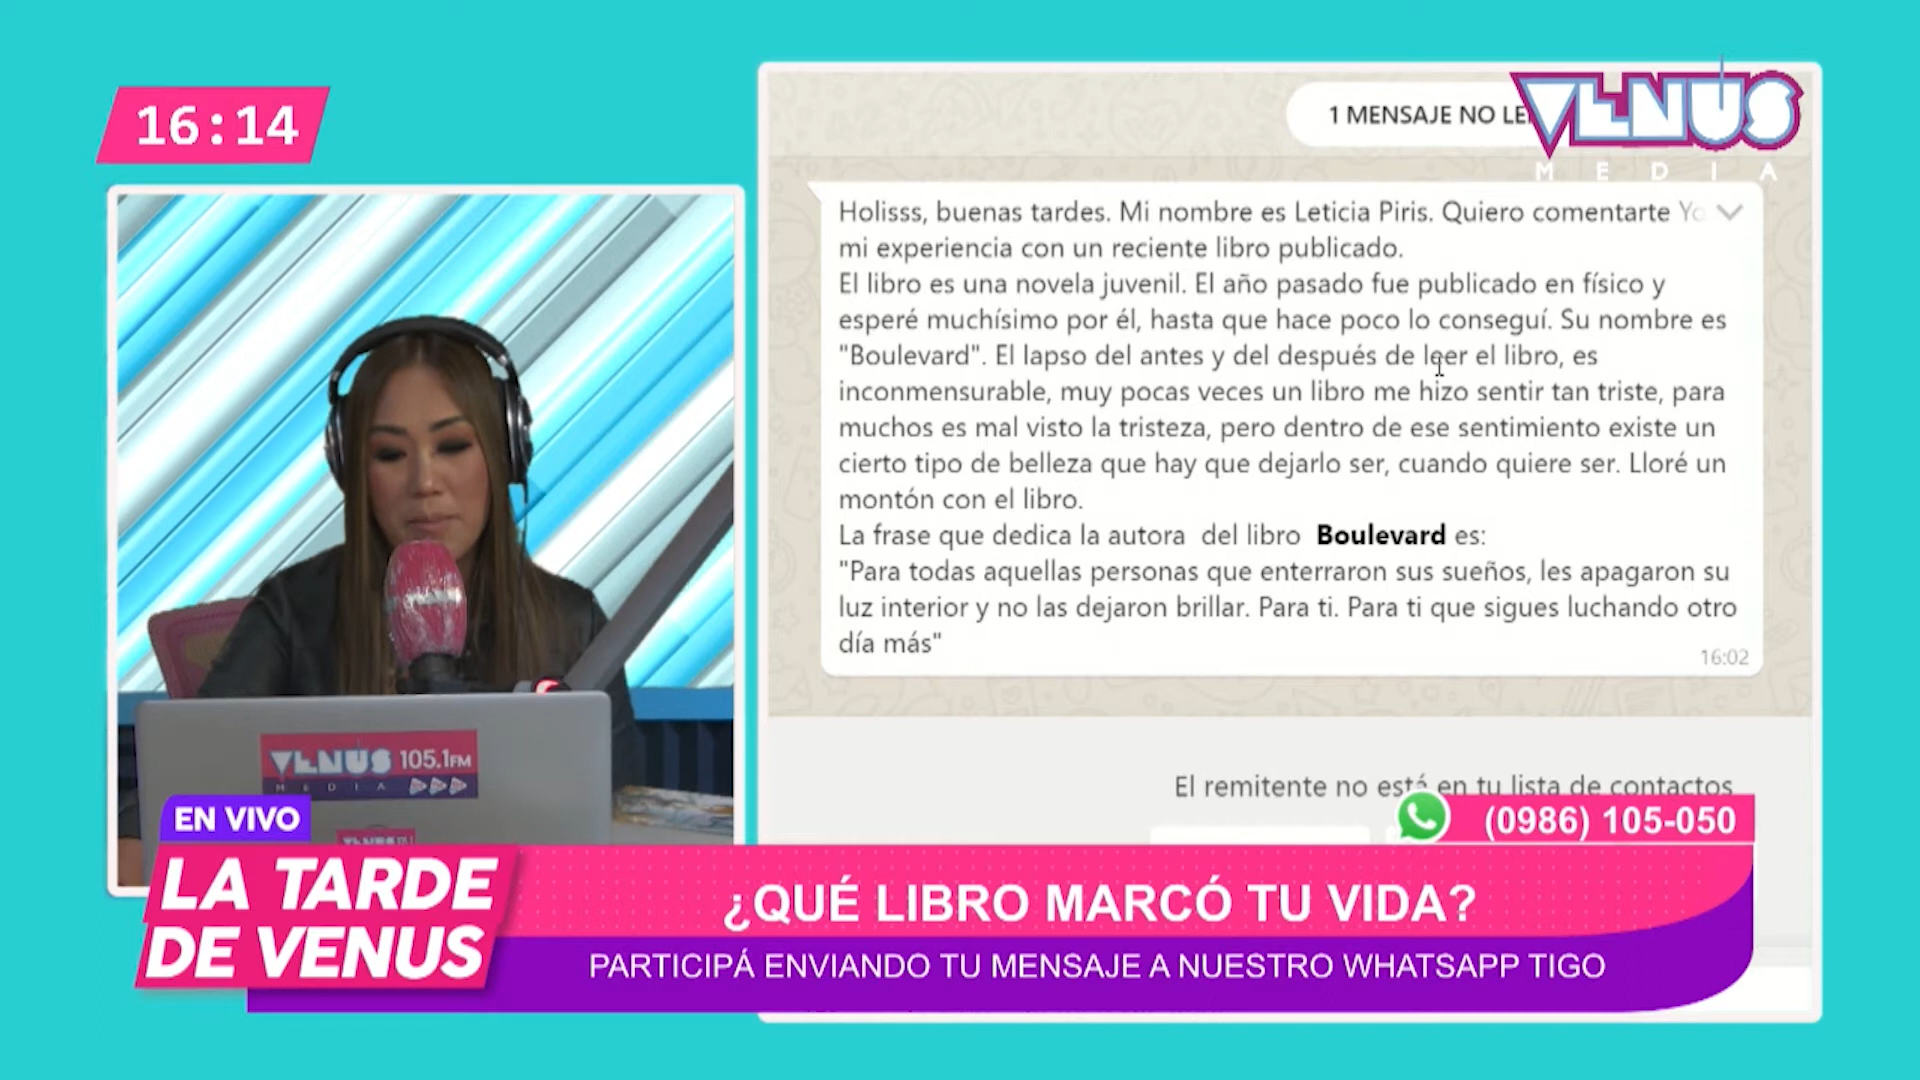 16:14
1 MENSAJE NO LE
VENUS
MEDIA
Holisss, buenas tardes. Mi nombre es Leticia Piris. Quiero comentarte
mi experiencia con un reciente libro publicado.
El libro es una novela juvenil. El año pasado fue publicado en físico y
esperé muchísimo por él, hasta que hace poco lo conseguí. Su nombre es
"Boulevard". El lapso del antes y del después de leer el libro, es
inconmensurable, muy pocas veces un libro me hizo sentir tan triste, para
muchos es mal visto la tristeza, pero dentro de ese sentimiento existe un
cierto tipo de belleza que hay que dejarlo ser, cuando quiere ser. Lloré un
montón con el libro.
La frase que dedica la autora del libro Boulevard es:
"Para todas aquellas personas que enterraron sus sueños, les apagaron su
luz interior y no las dejaron brillar. Para ti. Para ti que sigues luchando otro
día más"
16:02
El remitente no está en tu lista de contactos
VENUS 105.1FM
MEDIA
EN VIVO
(0986) 105-050
LA TARDE
DE VENUS
¿QUÉ LIBRO MARCÓ TU VIDA?
PARTICIPÁ ENVIANDO TU MENSAJE A NUESTRO WHATSAPP TIGO